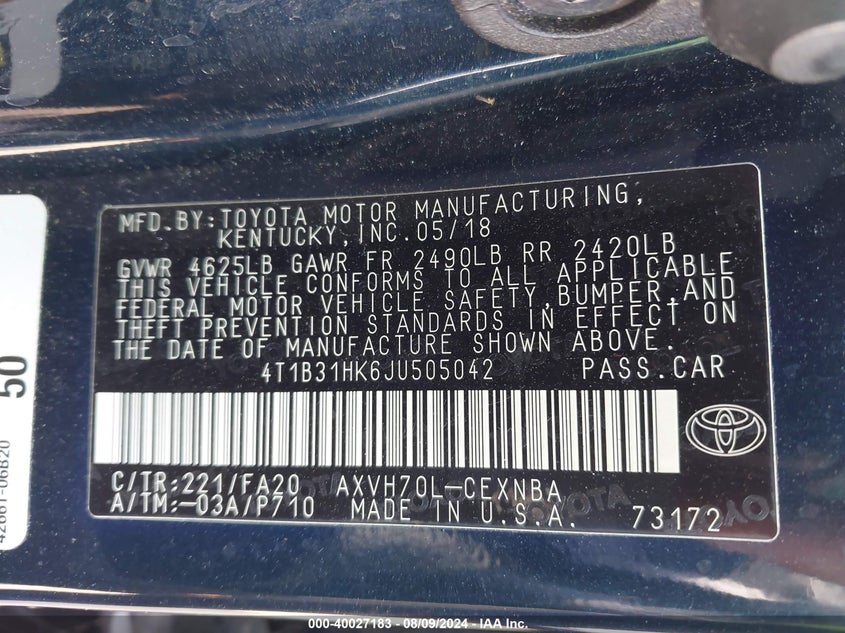 MFD.BY:TOYOTA MOTOR MANUFACTURING,
KENTUCKY,INC.05/18
GVWR 4625LB GAWR FR 2490LB RR 2420LB
THIS VEHICLE CONFORMS TO ALL APPLICABLE
FEDERAL MOTOR VEHICLE SAFETY,BUMPER,AND
THEFT PREVENTION STANDARDS IN EFFECT ON
THE DATE OF MANUFACTURE SHOWN ABOVE.
4T1B31HK6JU505042 PASS.CAR
C/TR:221/FA20 AXVH70L-CEXNBA
A/TM:-03A/P710 MADE IN U.S.A. 73172
50
42661-06B20
000-40027183 - 08/09/2024 - IAA Inc.